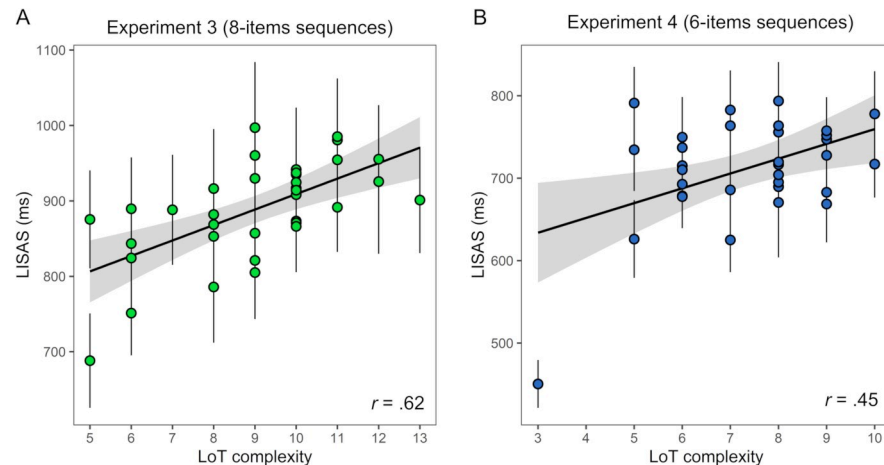 A
Experiment 3 (8-items sequences)
1100
1000
900
800
700
LISAS (ms)
5 6 7 8 9 10 11 12 13
LoT complexity
r = .62
B
Experiment 4 (6-items sequences)
800
700
600
500
LISAS (ms)
3 4 5 6 7 8 9 10
LoT complexity
r = .45